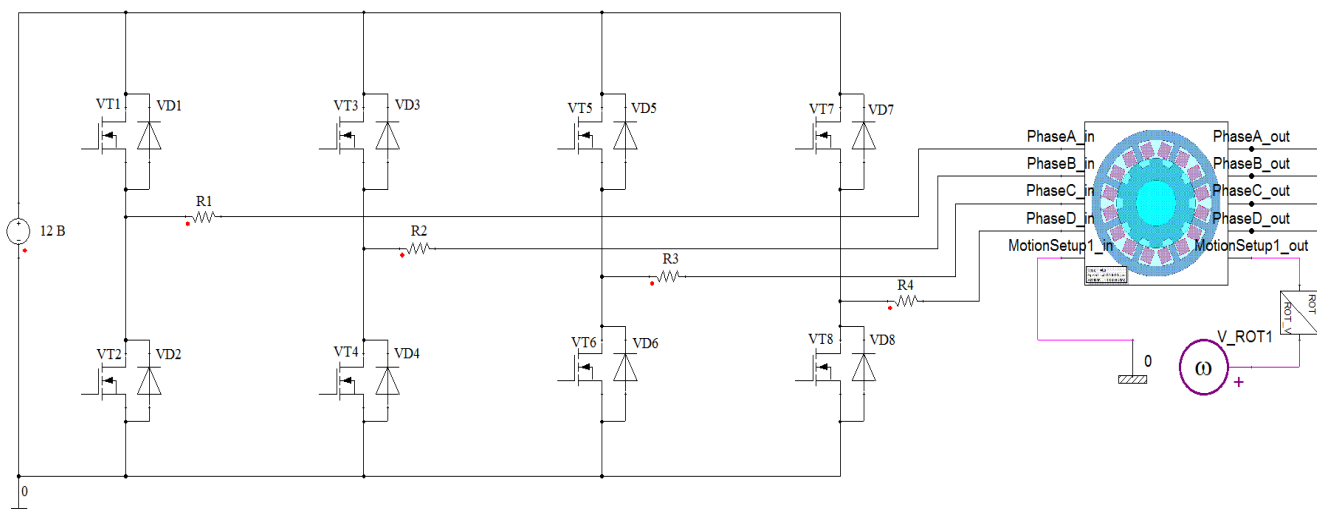 VT1
VD1
VT3
VD3
VT5
VD5
VT7
VD7
PhaseA_in
PhaseA_out
PhaseB_in
PhaseB_out
PhaseC_in
PhaseC_out
PhaseD_in
PhaseD_out
MotionSetup1_in
MotionSetup1_out
R1
12 В
R2
R3
R4
ROT
ROT_V
V_ROT1
VT2
VD2
VT4
VD4
VT6
VD6
VT8
VD8
0
ω
+
0